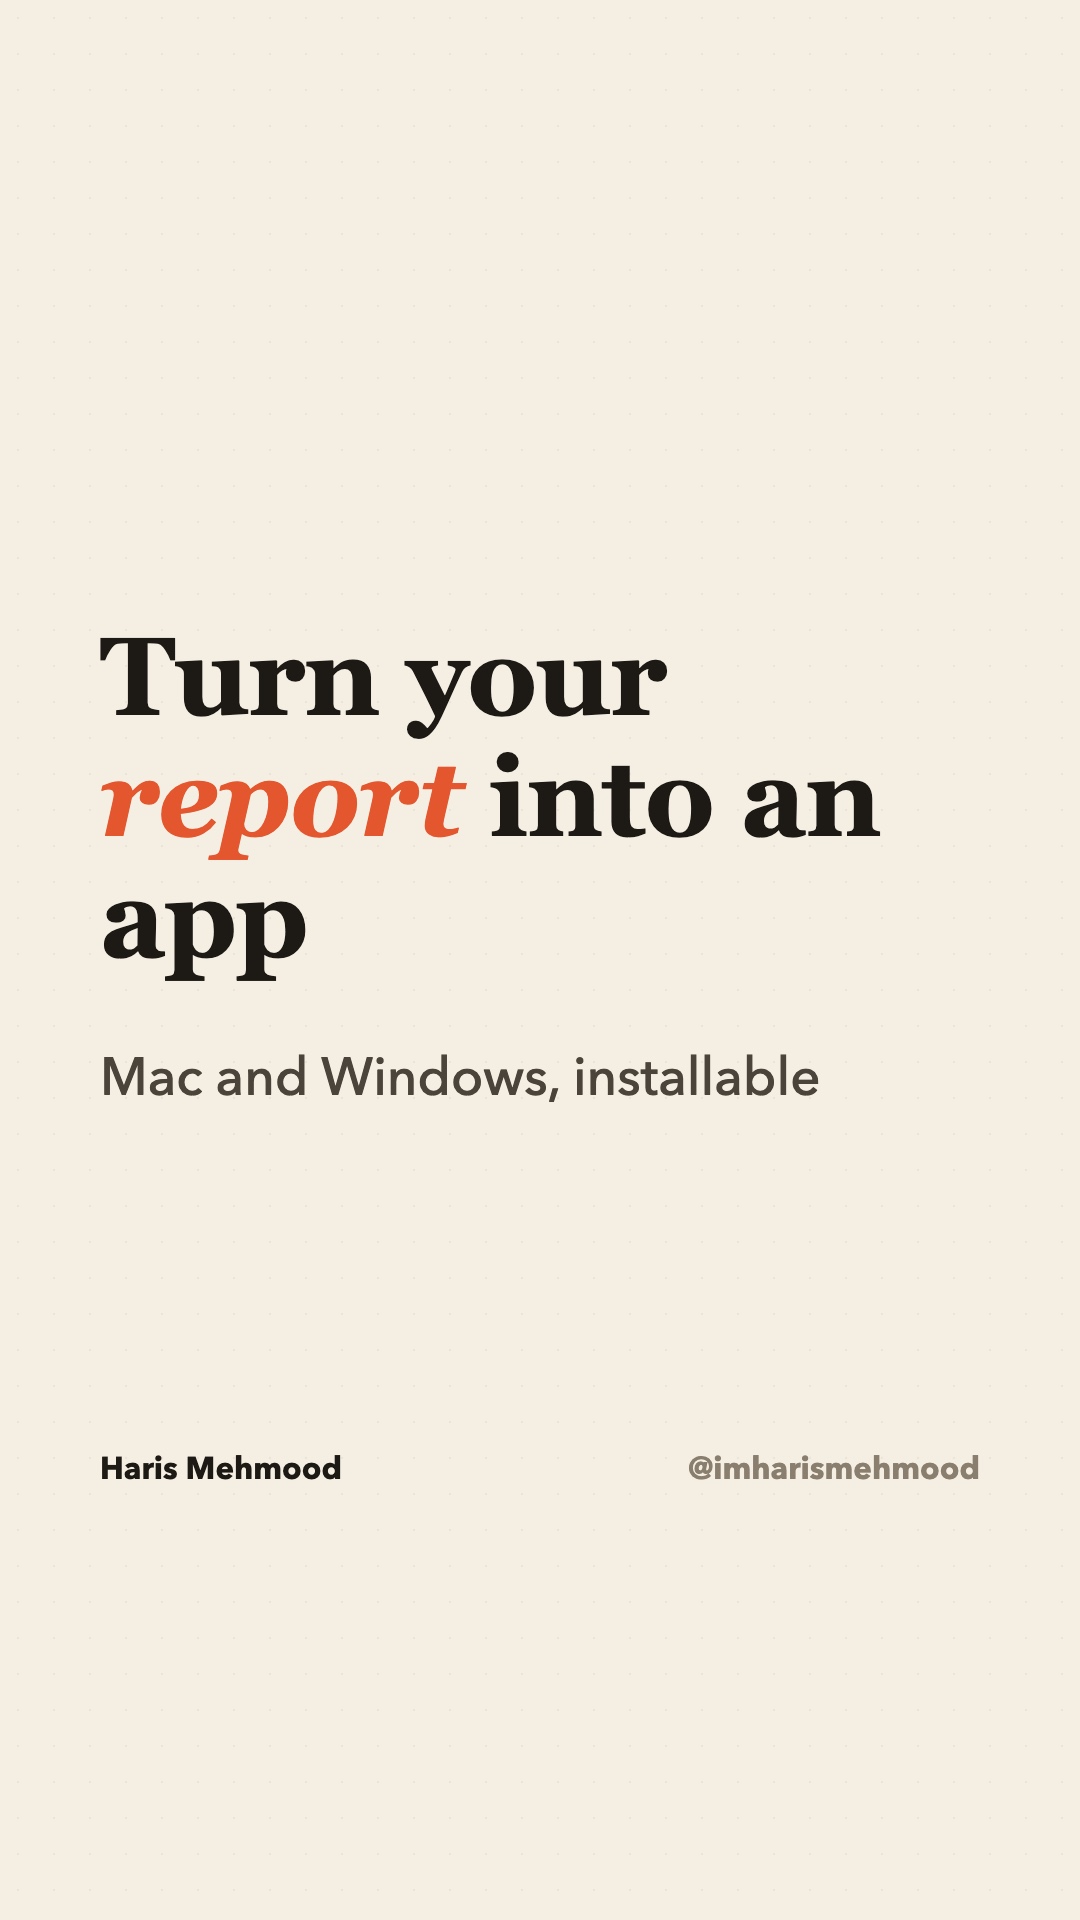 Turn your
report into an
app
Mac and Windows, installable
Haris Mehmood
@imharismehmood